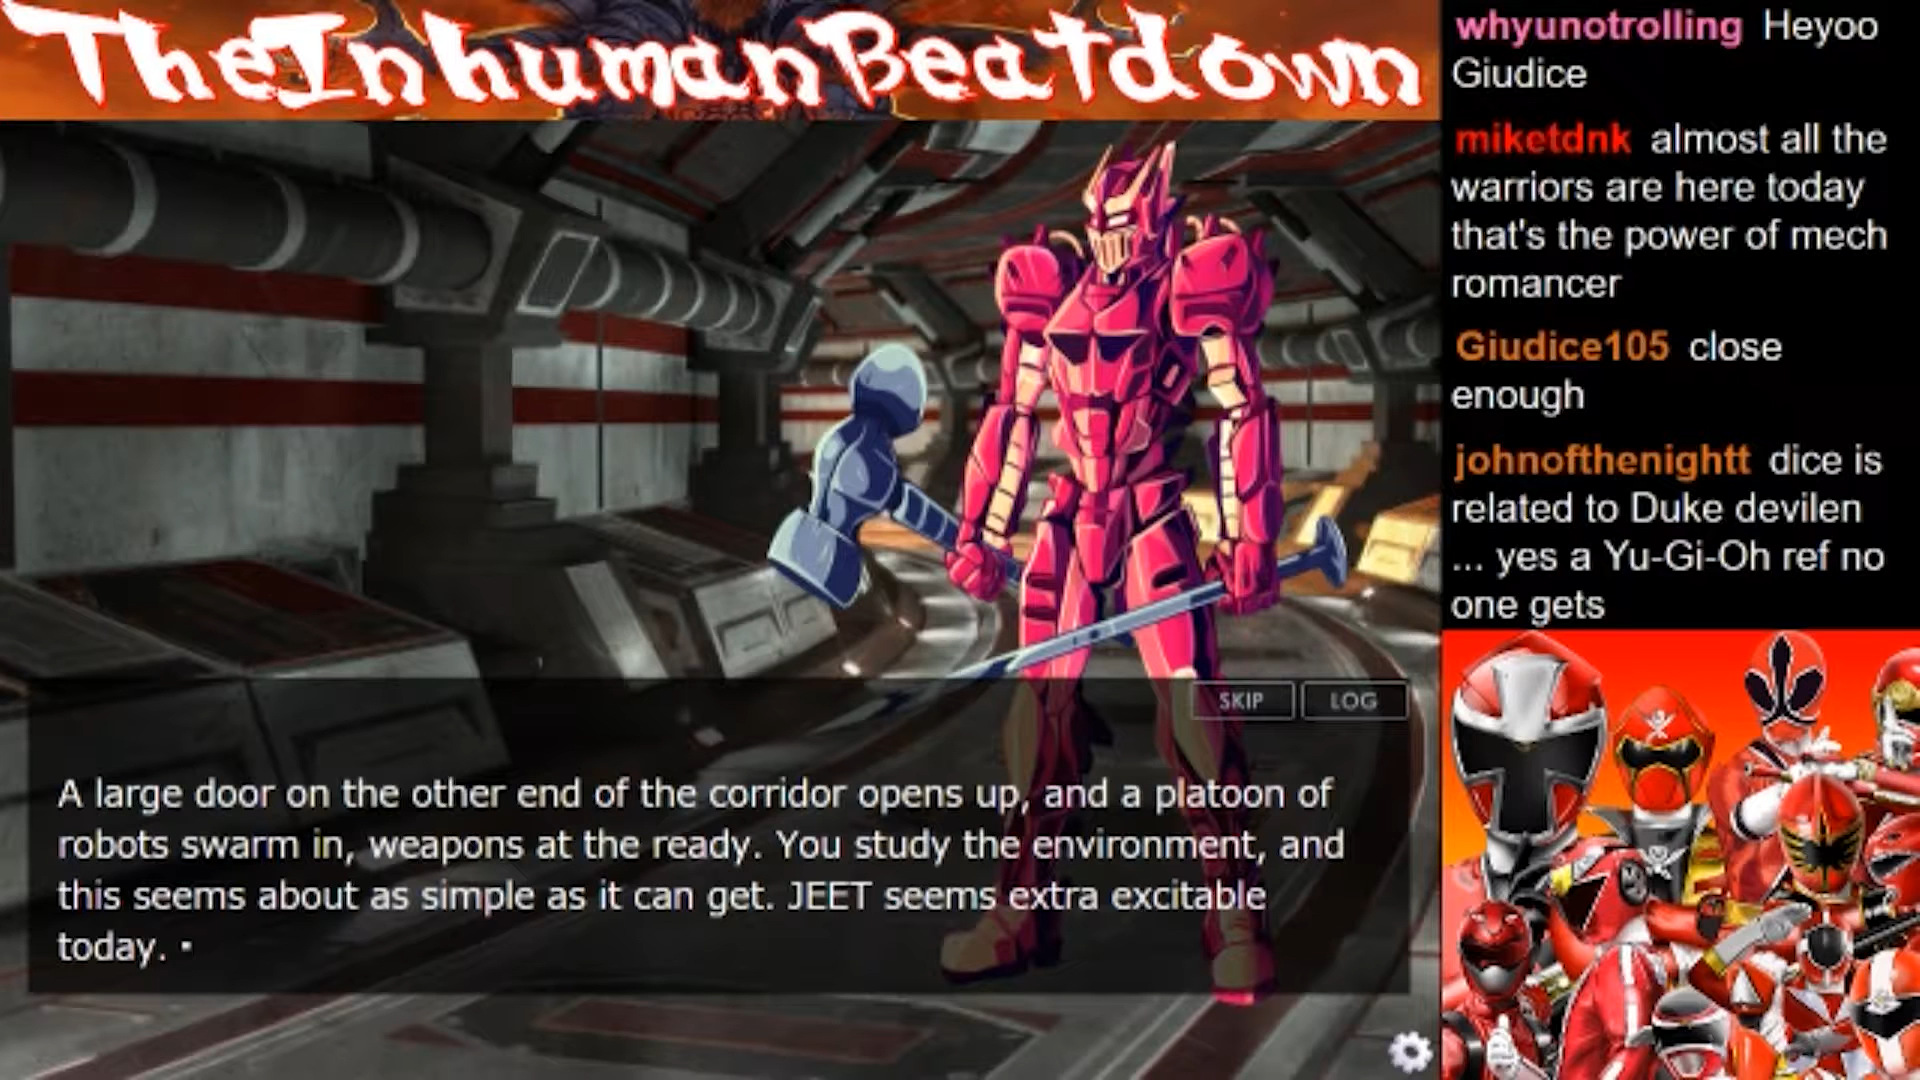 TheInhumanBeatdown
whyunotrolling Heyoo
Giudice
miketdnk almost all the
warriors are here today
that's the power of mech
romancer
Giudice105 close
enough
johnofthenightt dice is
related to Duke devilen
... yes a Yu-Gi-Oh ref no
one gets
SKIP LOG
A large door on the other end of the corridor opens up, and a platoon of
robots swarm in, weapons at the ready. You study the environment, and
this seems about as simple as it can get. JEET seems extra excitable
today.